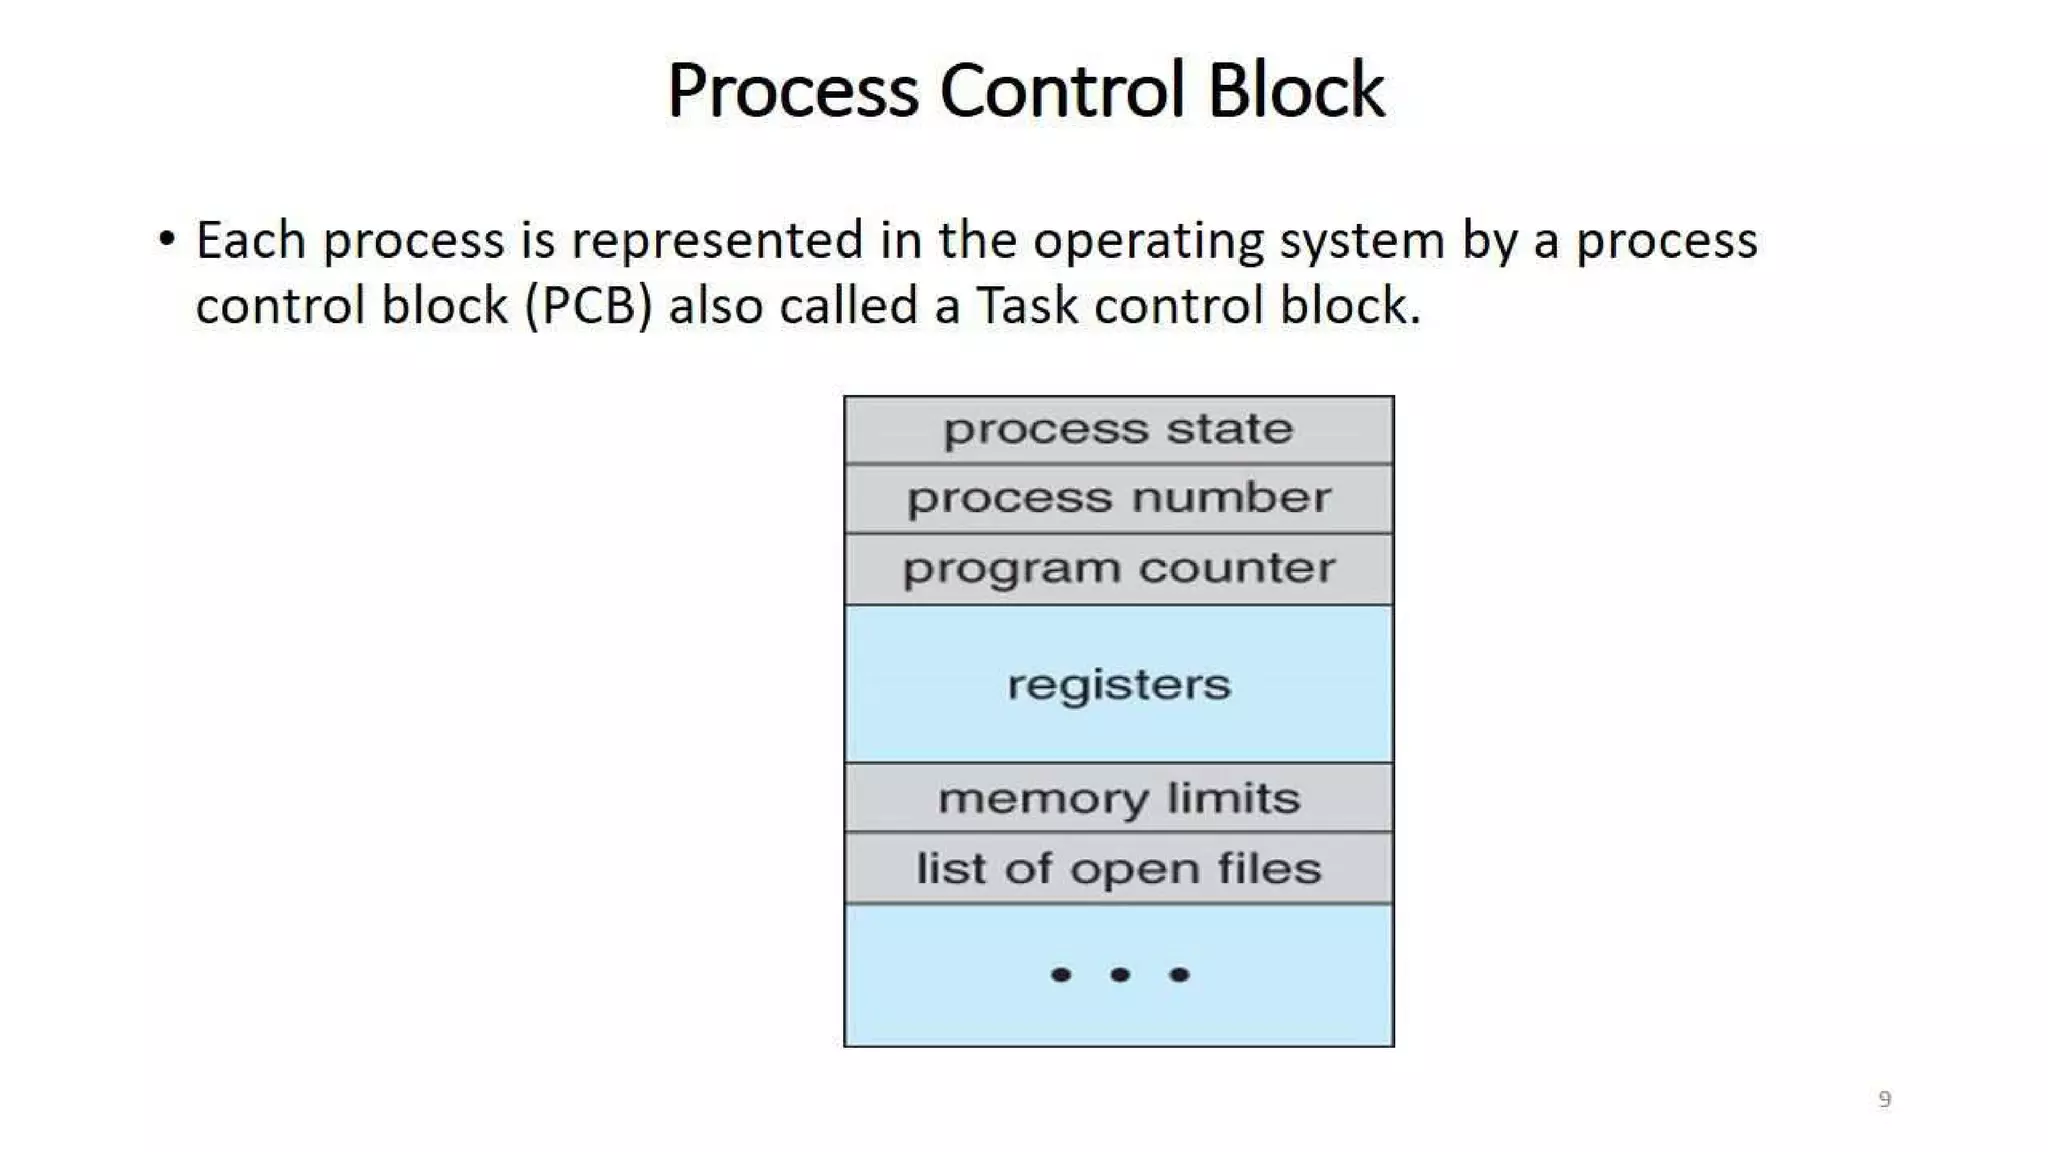 Process Control Block
• Each process is represented in the operating system by a process
control block (PCB) also called a Task control block.
process state
process number
program counter
registers
memory limits
list of open files
• • •
9